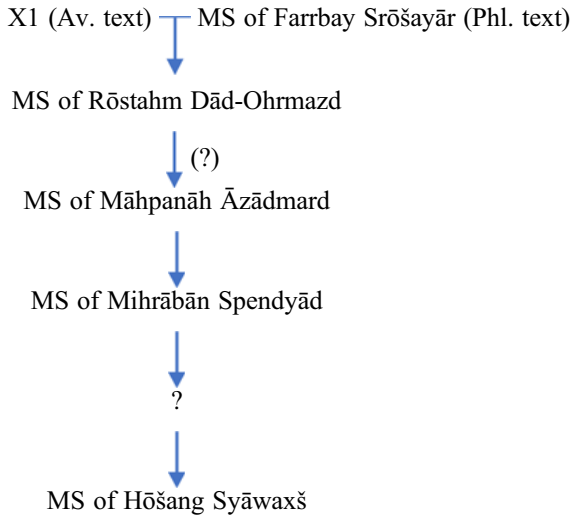 X1 (Av. text) MS of Farrbay Srōšayār (Phl. text)
MS of Rōstahm Dād-Ohrmazd
(?)
MS of Māhpanāh Āzādmard
MS of Mihrābān Spendyād
?
MS of Hōšang Syāwaxš